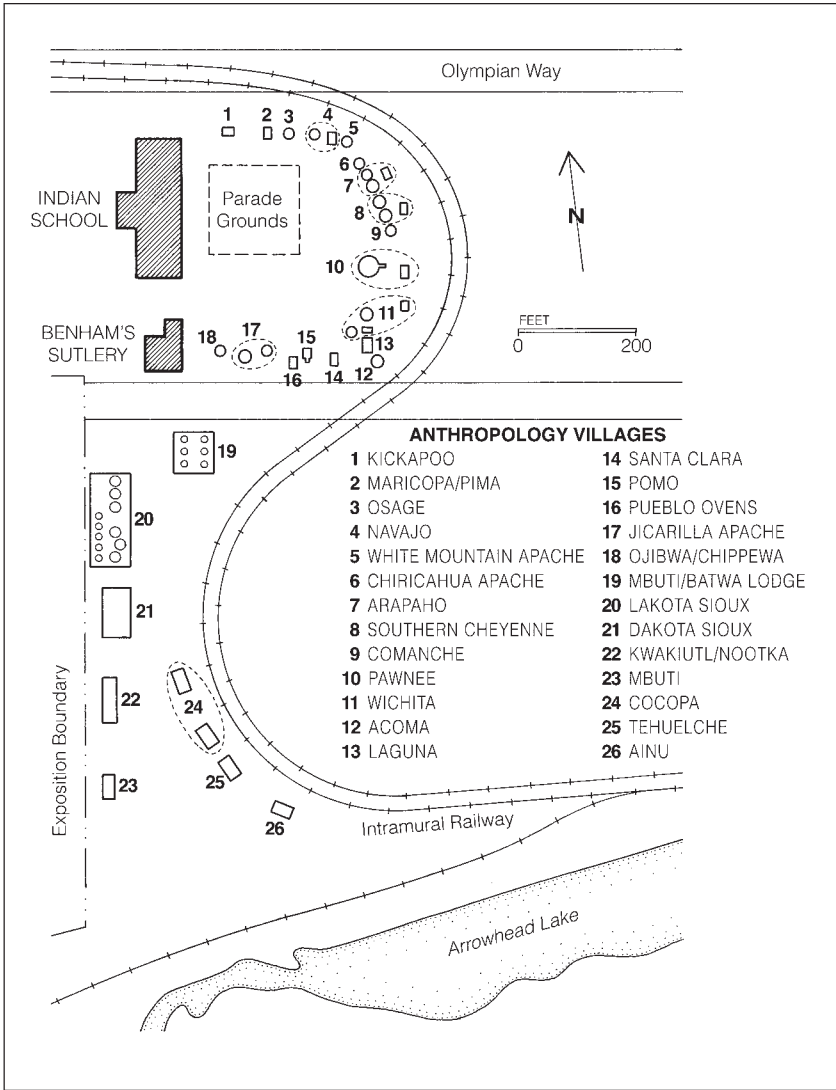 Olympian Way
1 2 3 4 5
6
7
8
9
10
11
13
12
INDIAN
SCHOOL
Parade
Grounds
N
FEET
0 200
BENHAM'S
SUTLERY
18 17 15
16 14
19
20
21
22
23
24
25
26
Exposition Boundary
ANTHROPOLOGY VILLAGES
1 KICKAPOO
2 MARICOPA/PIMA
3 OSAGE
4 NAVAJO
5 WHITE MOUNTAIN APACHE
6 CHIRICAHUA APACHE
7 ARAPAHO
8 SOUTHERN CHEYENNE
9 COMANCHE
10 PAWNEE
11 WICHITA
12 ACOMA
13 LAGUNA
14 SANTA CLARA
15 POMO
16 PUEBLO OVENS
17 JICARILLA APACHE
18 OJIBWA/CHIPPEWA
19 MBUTI/BATWA LODGE
20 LAKOTA SIOUX
21 DAKOTA SIOUX
22 KWAKIUTL/NOOTKA
23 MBUTI
24 COCOPA
25 TEHUELCHE
26 AINU
Intramural Railway
Arrowhead Lake